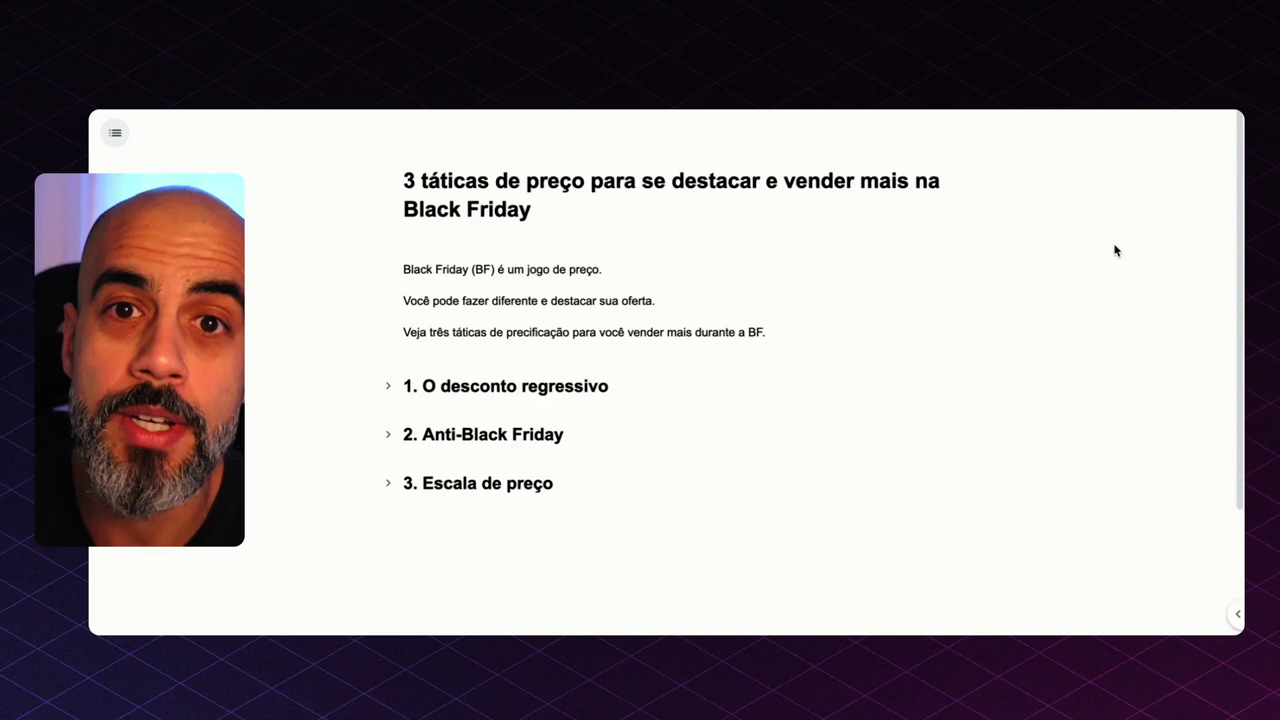 3 táticas de preço para se destacar e vender mais na
Black Friday
Black Friday (BF) é um jogo de preço.
Você pode fazer diferente e destacar sua oferta.
Veja três táticas de precificação para você vender mais durante a BF.
1. O desconto regressivo
2. Anti-Black Friday
3. Escala de preço